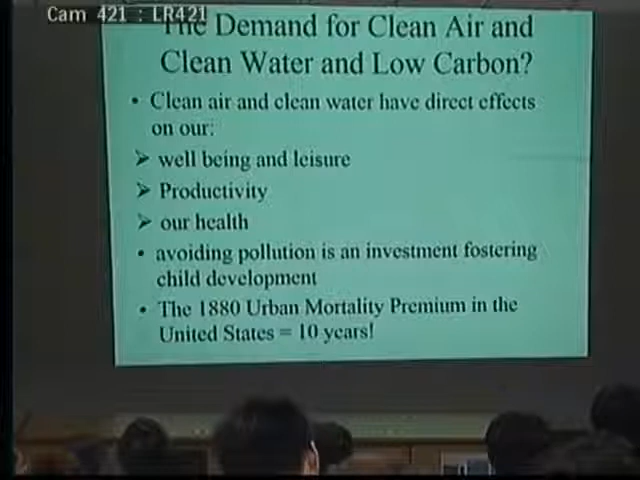 Cam 421 : LR421
The Demand for Clean Air and
Clean Water and Low Carbon?
• Clean air and clean water have direct effects
on our:
➢ well being and leisure
➢ Productivity
➢ our health
• avoiding pollution is an investment fostering
child development
• The 1880 Urban Mortality Premium in the
United States = 10 years!